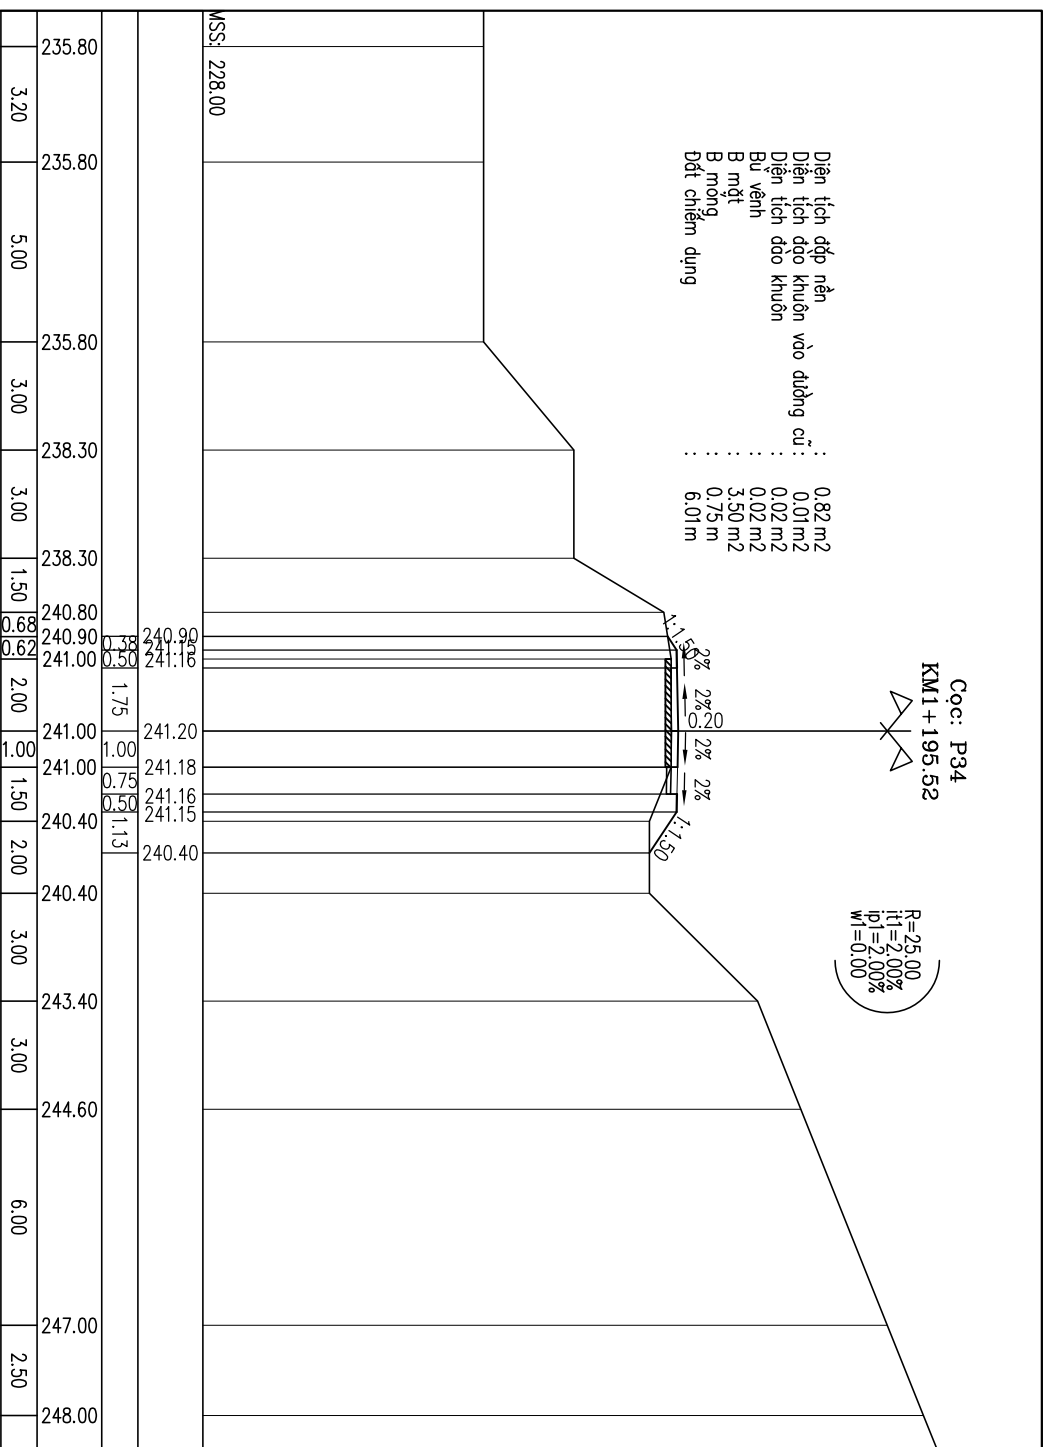 Cọc: P34
KM1+195.52
R=25.00
it1=2.00%
ip1=2.00%
w1=0.00
Diện tích đắp nền : 0.82 m2
Diện tích đào khuôn vào đường cũ : 0.01m2
Diện tích đào khuôn : 0.02 m2
Bù vênh : 0.02 m2
B mặt : 3.50 m2
B móng : 0.75 m
Đất chiếm dụng : 6.01m
0.20
2% 2% 2% 2%
1:1.50 1:1.50
MSS: 228.00
240.90 241.15 241.16 241.20 241.18 241.16 241.15 240.40
0.38 0.50 1.75 1.00 0.75 0.50 1.13
235.80 235.80 235.80 238.30 238.30 240.80 240.90 241.00 241.00 241.00 240.40 240.40 243.40 244.60 247.00 248.00
3.20 5.00 3.00 3.00 1.50 0.68 0.62 2.00 1.00 1.50 2.00 3.00 3.00 6.00 2.50